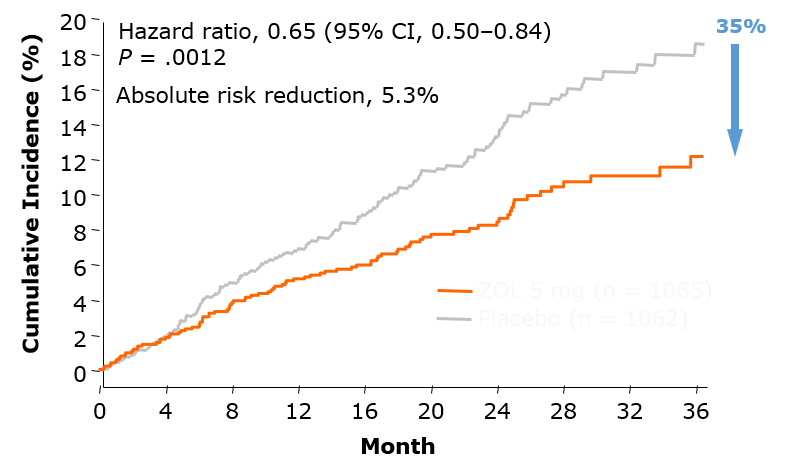 Hazard ratio, 0.65 (95% CI, 0.50–0.84)
P = .0012
Absolute risk reduction, 5.3%
35%
Cumulative Incidence (%)
20
18
16
14
12
10
8
6
4
2
0
ZOL 5 mg (n = 1065)
Placebo (n = 1062)
0 4 8 12 16 20 24 28 32 36
Month